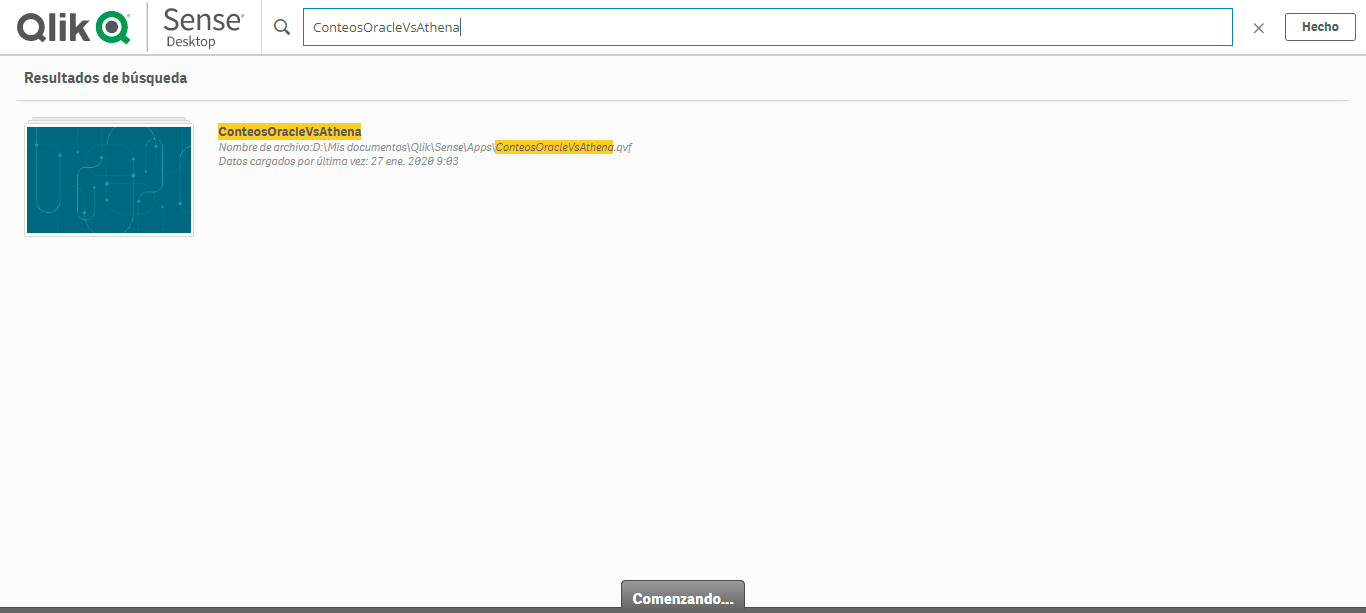 Qlik Sense Desktop
ConteosOracleVsAthena
Hecho
Resultados de búsqueda
ConteosOracleVsAthena
Nombre de archivo:D:\Mis documentos\Qlik\Sense\Apps\ConteosOracleVsAthena.qvf
Datos cargados por última vez: 27 ene. 2020 9:03
Comenzando...